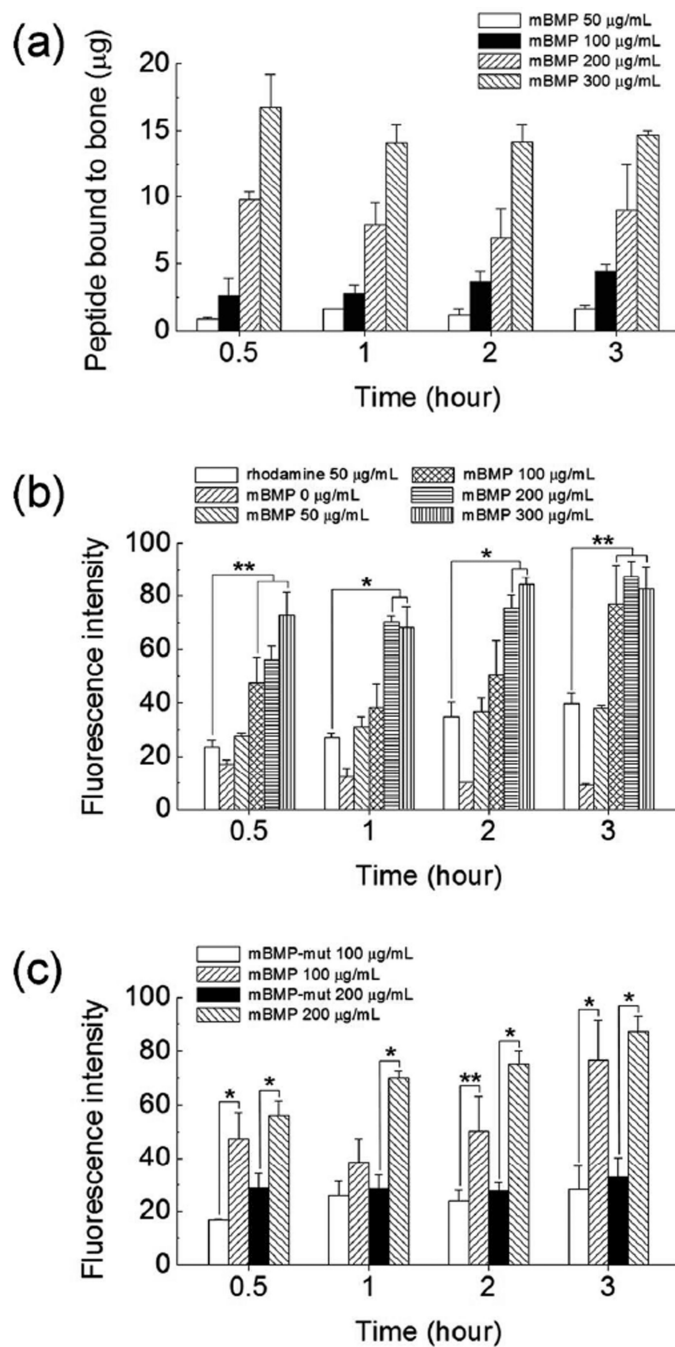 (a)
mBMP 50 µg/mL
mBMP 100 µg/mL
mBMP 200 µg/mL
mBMP 300 µg/mL
Peptide bound to bone (µg)
20
15
10
5
0
0.5 1 2 3
Time (hour)
(b)
rhodamine 50 µg/mL
mBMP 0 µg/mL
mBMP 50 µg/mL
mBMP 100 µg/mL
mBMP 200 µg/mL
mBMP 300 µg/mL
Fluorescence intensity
100
80
60
40
20
0
** * * **
0.5 1 2 3
Time (hour)
(c)
mBMP-mut 100 µg/mL
mBMP 100 µg/mL
mBMP-mut 200 µg/mL
mBMP 200 µg/mL
Fluorescence intensity
100
80
60
40
20
0
* * * ** * * *
0.5 1 2 3
Time (hour)